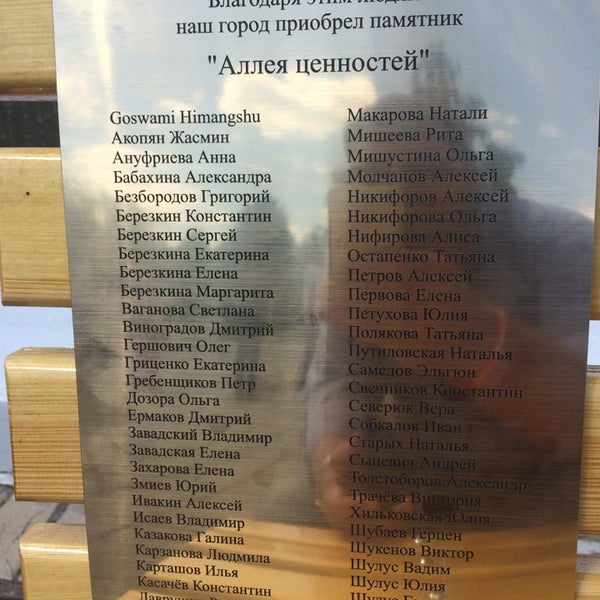 Благодаря этим
наш город приобрел памятник
"Аллея ценностей"
Goswami Himangshu
Акопян Жасмин
Ануфриева Анна
Бабахина Александра
Безбородов Григорий
Березкин Константин
Березкин Сергей
Березкина Екатерина
Березкина Елена
Березкина Маргарита
Ваганова Светлана
Виноградов Дмитрий
Гершович Олег
Гриценко Екатерина
Гребенщиков Петр
Дозора Ольга
Ермаков Дмитрий
Завадский Владимир
Завадская Елена
Захарова Елена
Змиев Юрий
Ивакин Алексей
Исаев Владимир
Казакова Галина
Карзанова Людмила
Карташов Илья
Касачёв Константин
Макарова Натали
Мишеева Рита
Мишустина Ольга
Молчанов Алексей
Никифоров Алексей
Никифорова Ольга
Нифирова Алиса
Остапенко Татьяна
Петров Алексей
Первова Елена
Петухова Юлия
Полякова Татьяна
Путиловская Наталья
Самедов Эльгюн
Свечников Константин
Северюк Вера
Собкалов Иван
Старых Наталья
Сыцевич Андрей
Толстоборов Александр
Трачёва Виктория
Хильковская Юлия
Шубаев Герцен
Шукенов Виктор
Шулус Вадим
Шулус Юлия
Шулус